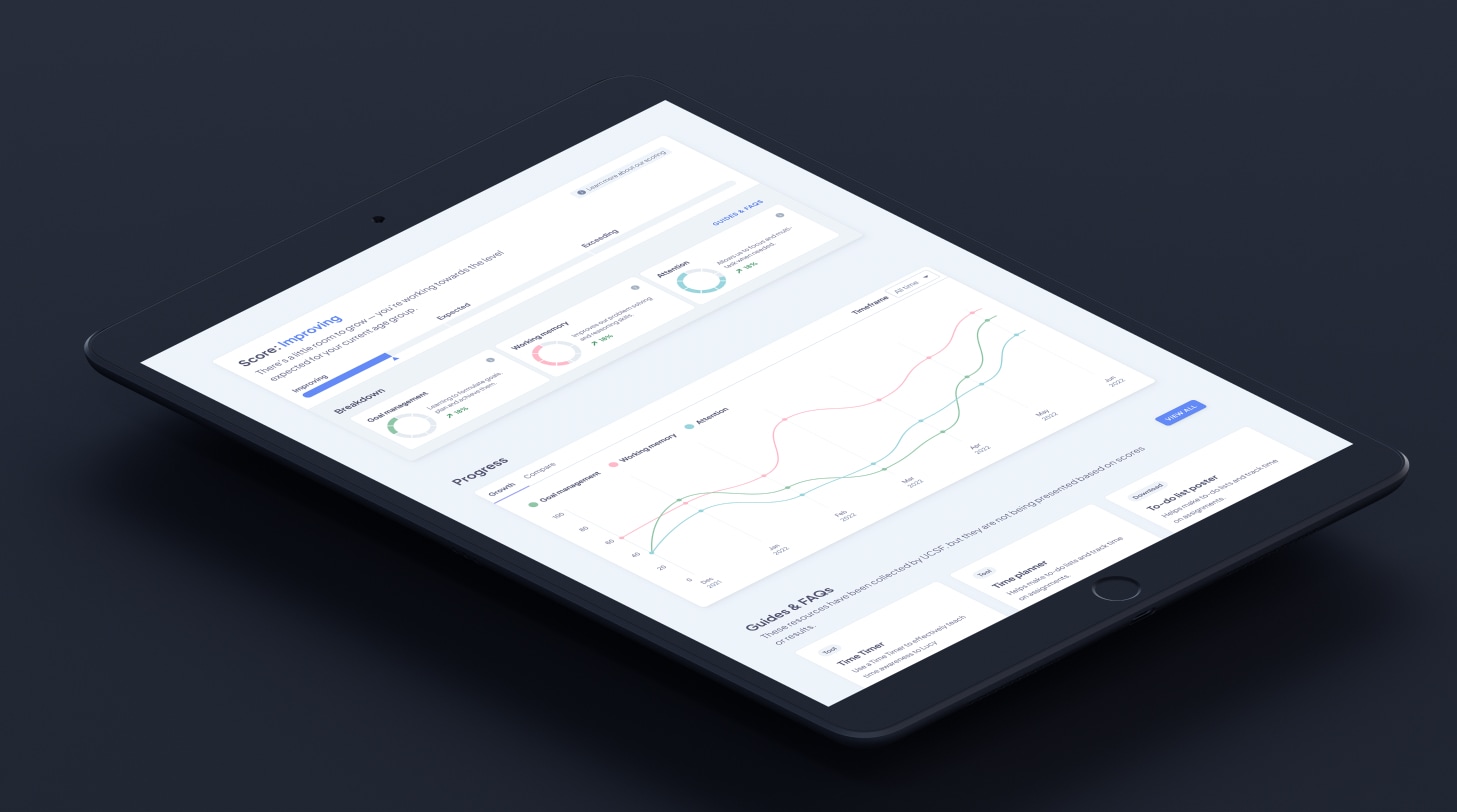 Learn more about our scoring
Score: Improving
There's a little room to grow — you're working towards the level
expected for your current age group.
Improving
Expected
Exceeding
Breakdown
GUIDES & FAQS
Goal management
Learning to formulate goals,
plan and achieve them.
18%
Working memory
Improves our problem solving
and reasoning skills.
18%
Attention
Allows us to focus and multi-
task when needed.
18%
Progress
Growth
Compare
Timeframe
All time
Goal management
Working memory
Attention
100
80
60
40
20
0
Dec
2021
Jan
2022
Feb
2022
Mar
2022
Apr
2022
May
2022
Jun
2022
Guides & FAQs
These resources have been collected by UCSF, but they are not being presented based on scores
or results.
VIEW ALL
Tool
Time Timer
Use a Time Timer to effectively teach
time awareness to Lucy
Tool
Time planner
Helps make to-do lists and track time
on assignments.
Download
To-do list poster
Helps make to-do lists and track time
on assignments.